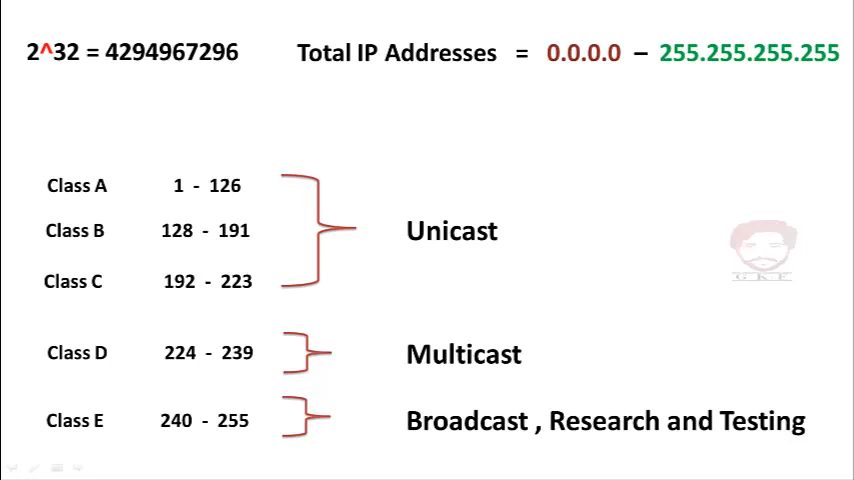 2^32 = 4294967296 Total IP Addresses = 0.0.0.0 – 255.255.255.255
Class A 1 - 126
Class B 128 - 191
Unicast
Class C 192 - 223
Class D 224 - 239
Multicast
Class E 240 - 255
Broadcast , Research and Testing
G K F